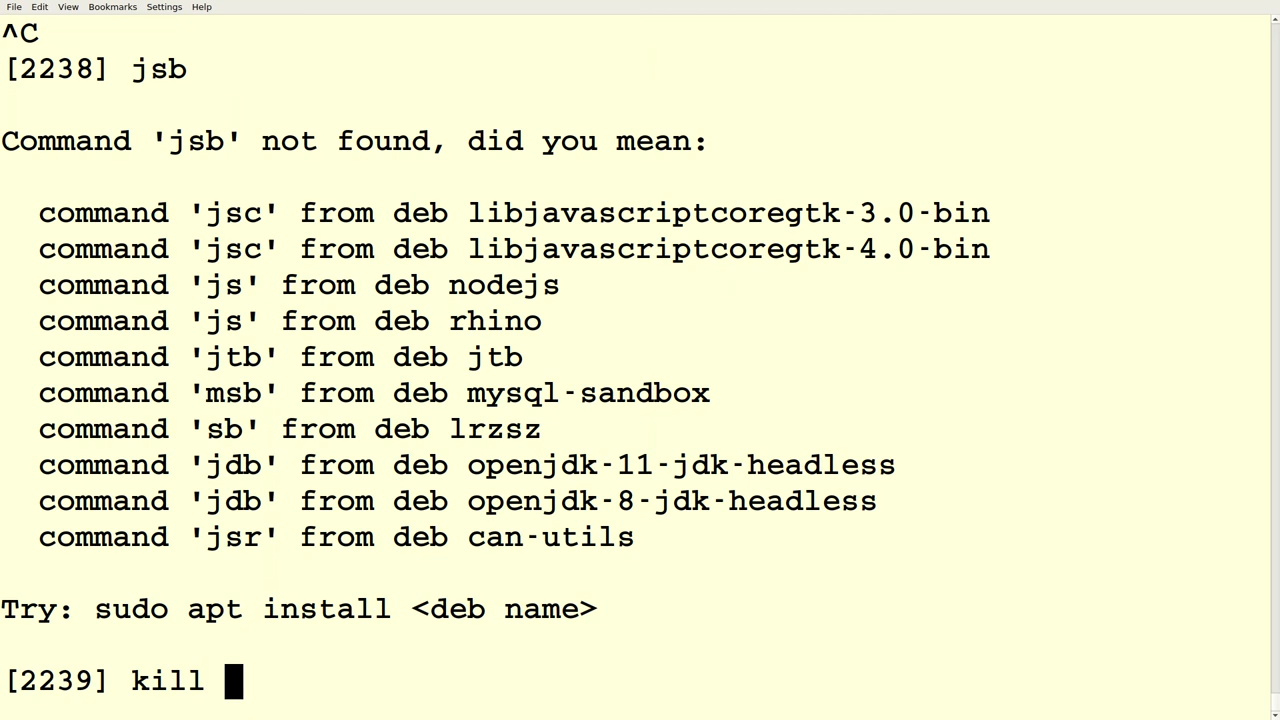 File Edit View Bookmarks Settings Help
^C
[2238] jsb
Command 'jsb' not found, did you mean:
command 'jsc' from deb libjavascriptcoregtk-3.0-bin
command 'jsc' from deb libjavascriptcoregtk-4.0-bin
command 'js' from deb nodejs
command 'js' from deb rhino
command 'jtb' from deb jtb
command 'msb' from deb mysql-sandbox
command 'sb' from deb lrzsz
command 'jdb' from deb openjdk-11-jdk-headless
command 'jdb' from deb openjdk-8-jdk-headless
command 'jsr' from deb can-utils
Try: sudo apt install <deb name>
[2239] kill